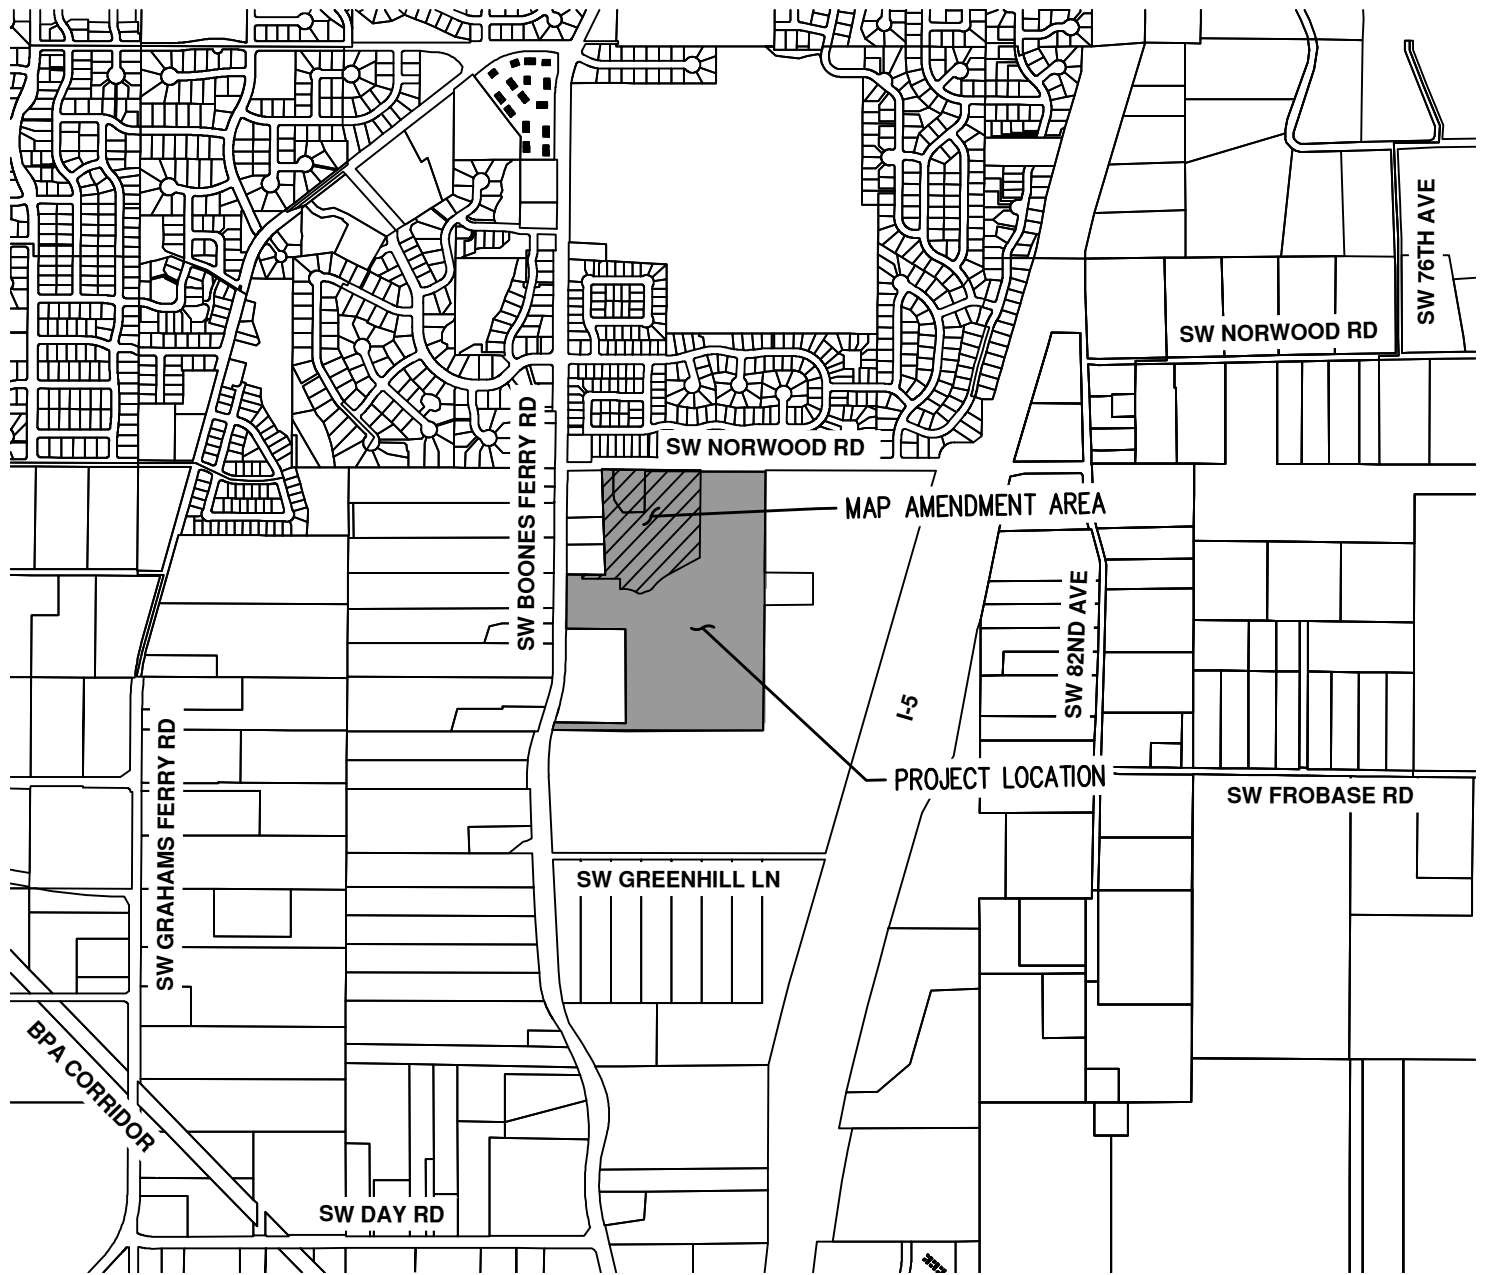 SW 76TH AVE
SW NORWOOD RD
SW BOONES FERRY RD
SW NORWOOD RD
MAP AMENDMENT AREA
SW 82ND AVE
I-5
SW GRAHAMS FERRY RD
PROJECT LOCATION
SW FROBASE RD
SW GREENHILL LN
BPA CORRIDOR
SW DAY RD